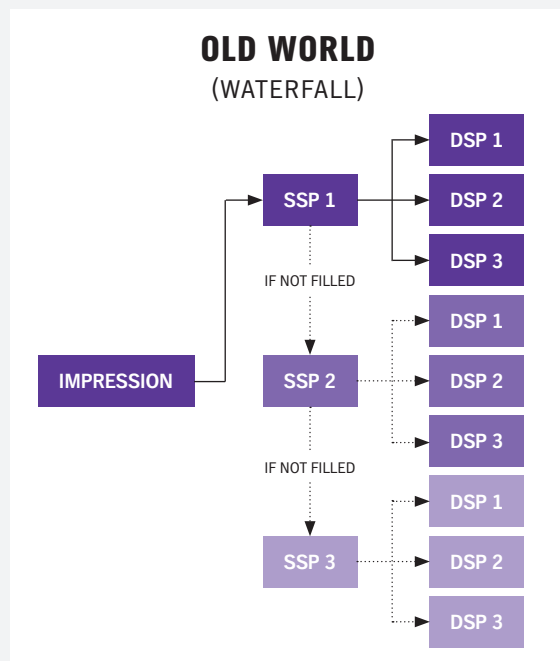 OLD WORLD
(WATERFALL)
DSP 1
SSP 1
DSP 2
DSP 3
IF NOT FILLED
DSP 1
IMPRESSION
SSP 2
DSP 2
DSP 3
IF NOT FILLED
DSP 1
SSP 3
DSP 2
DSP 3